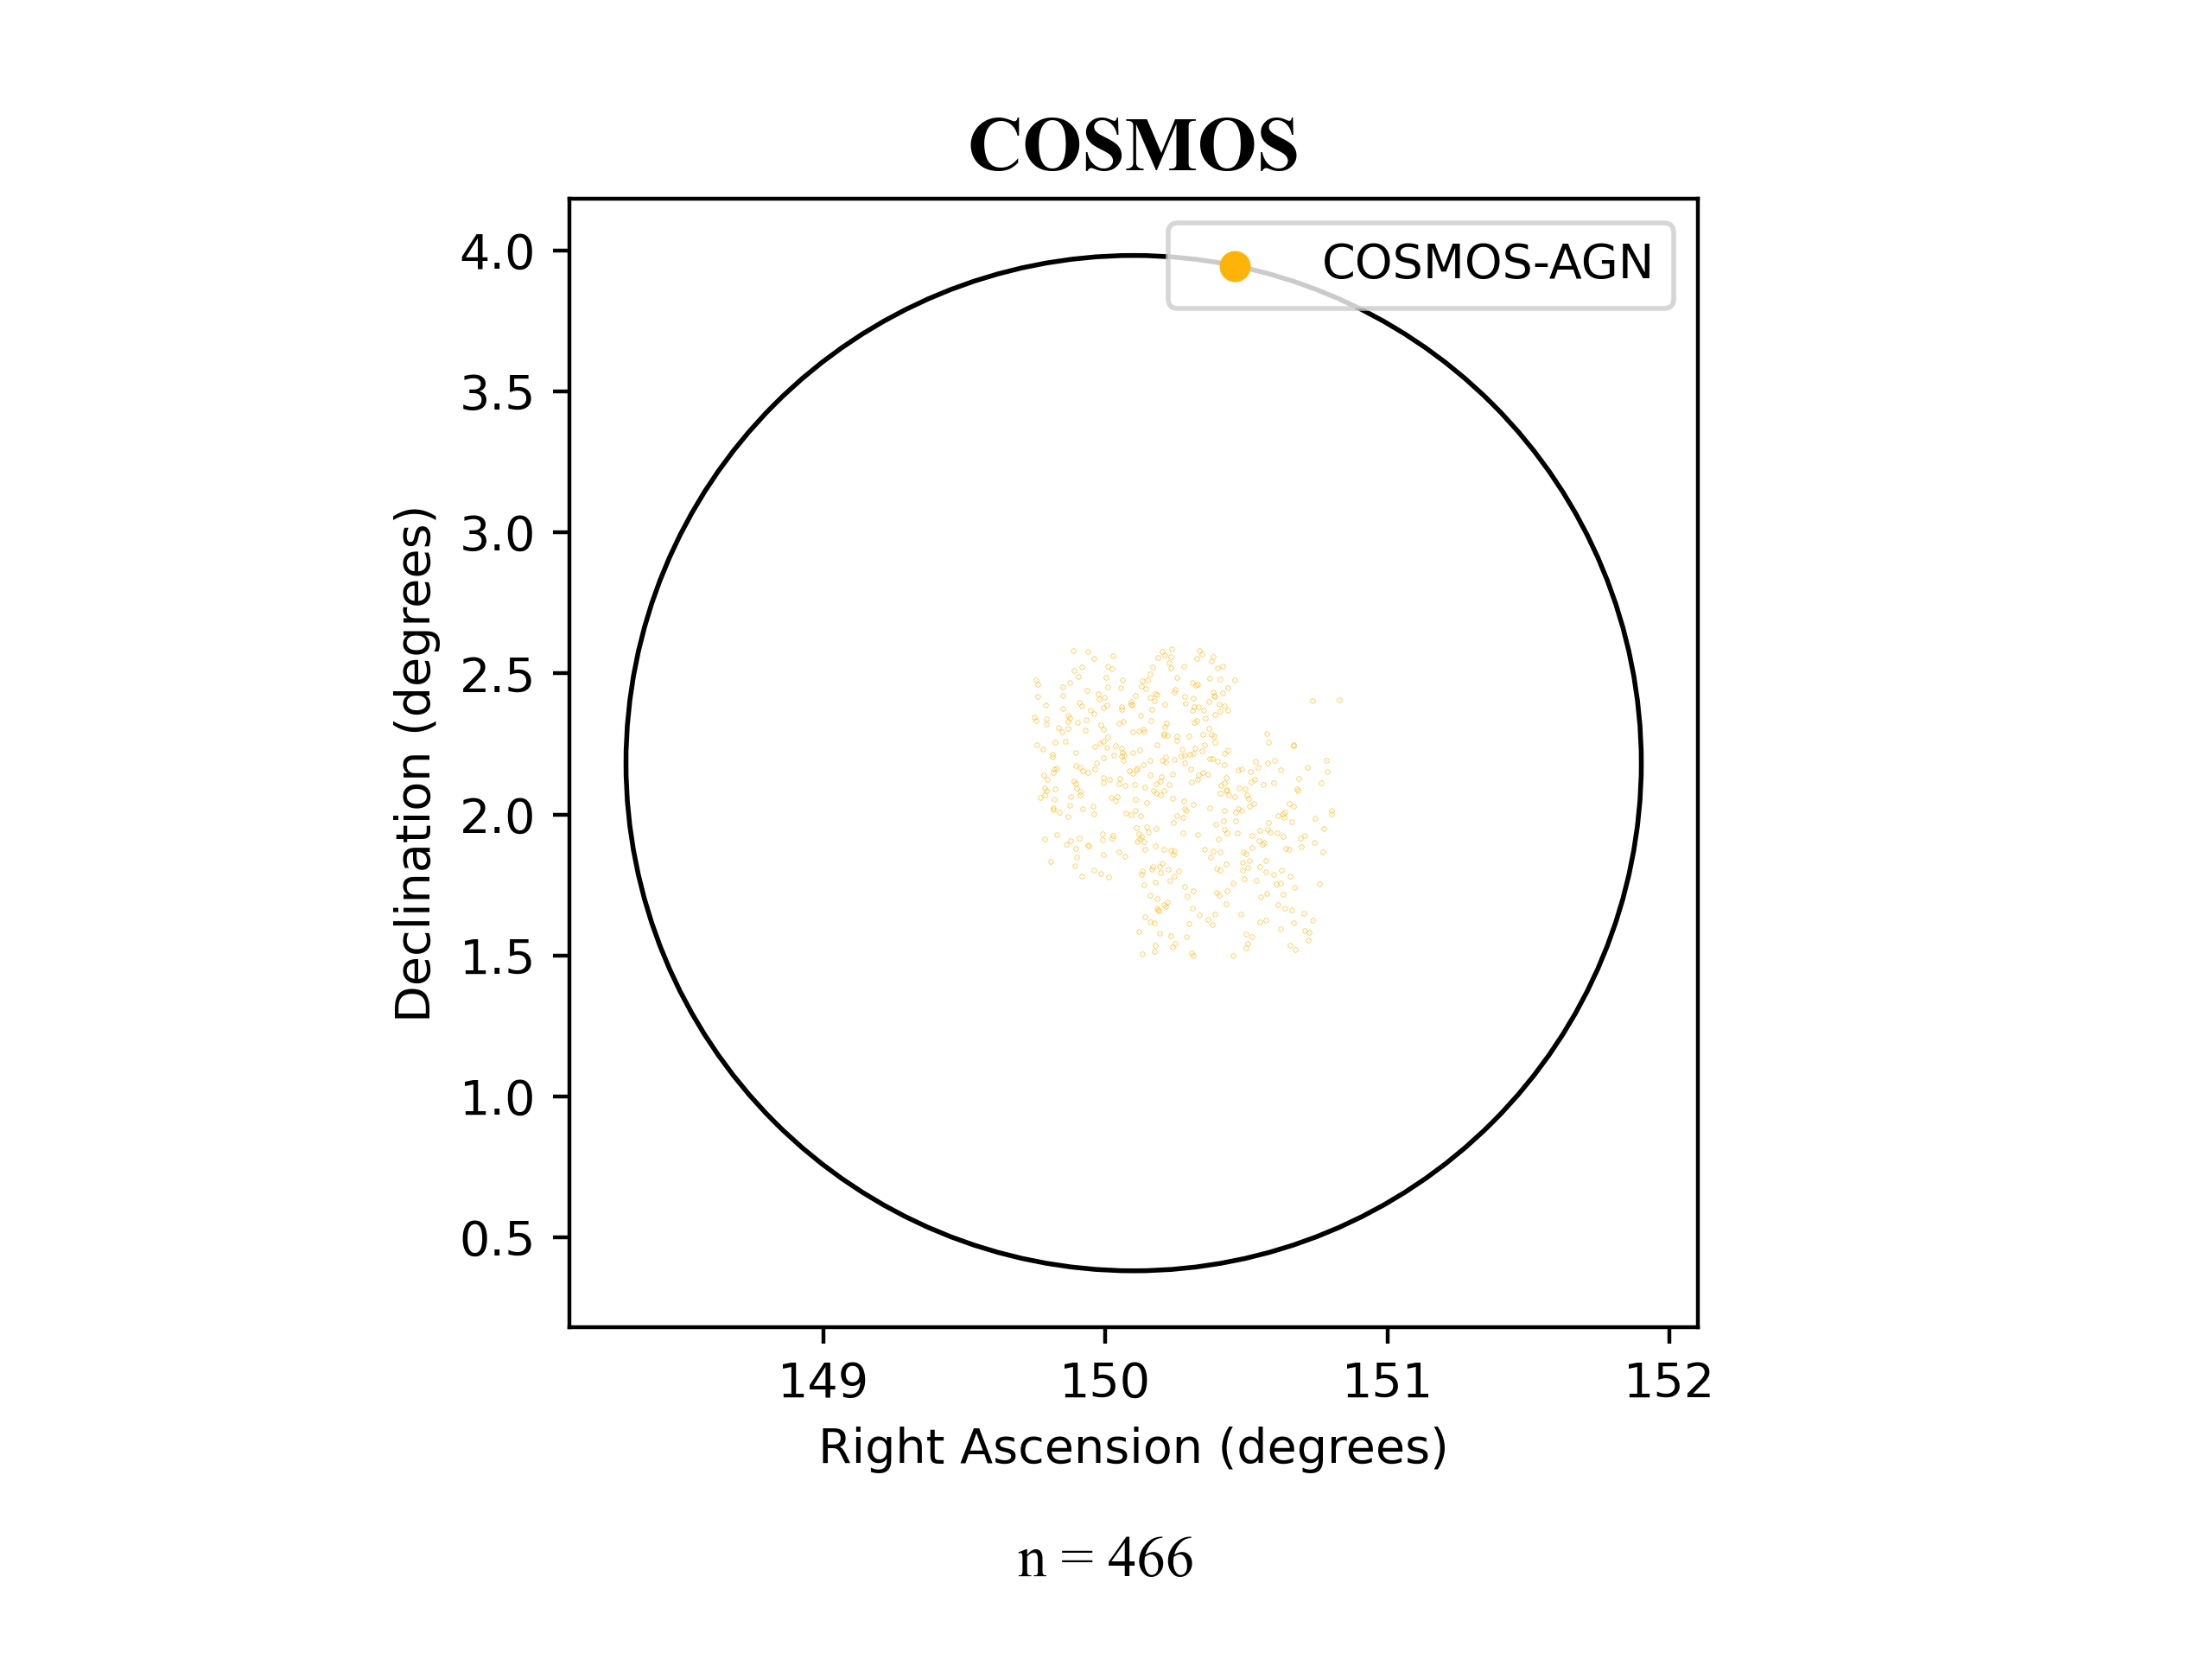 COSMOS
COSMOS-AGN
4.0
3.5
3.0
2.5
2.0
1.5
1.0
0.5
Declination (degrees)
149 150 151 152
Right Ascension (degrees)
n = 466